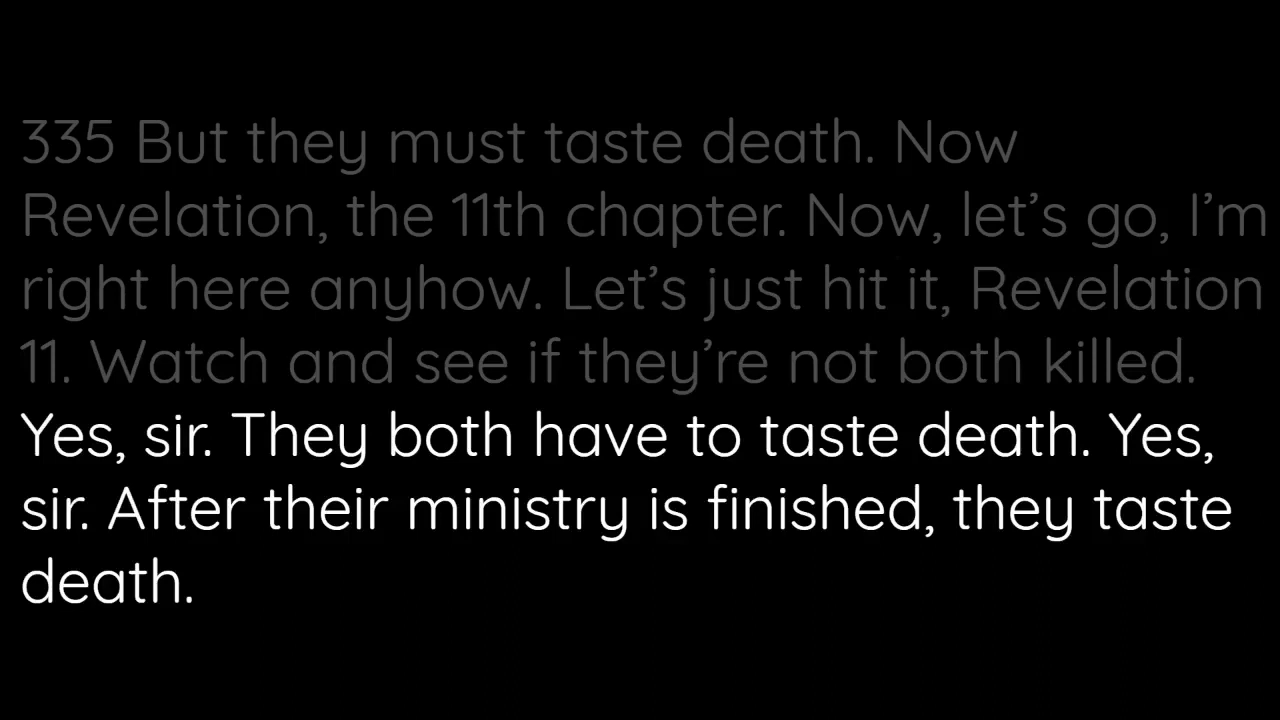 335 But they must taste death. Now
Revelation, the 11th chapter. Now, let’s go, I’m
right here anyhow. Let’s just hit it, Revelation
11. Watch and see if they’re not both killed.
Yes, sir. They both have to taste death. Yes,
sir. After their ministry is finished, they taste
death.